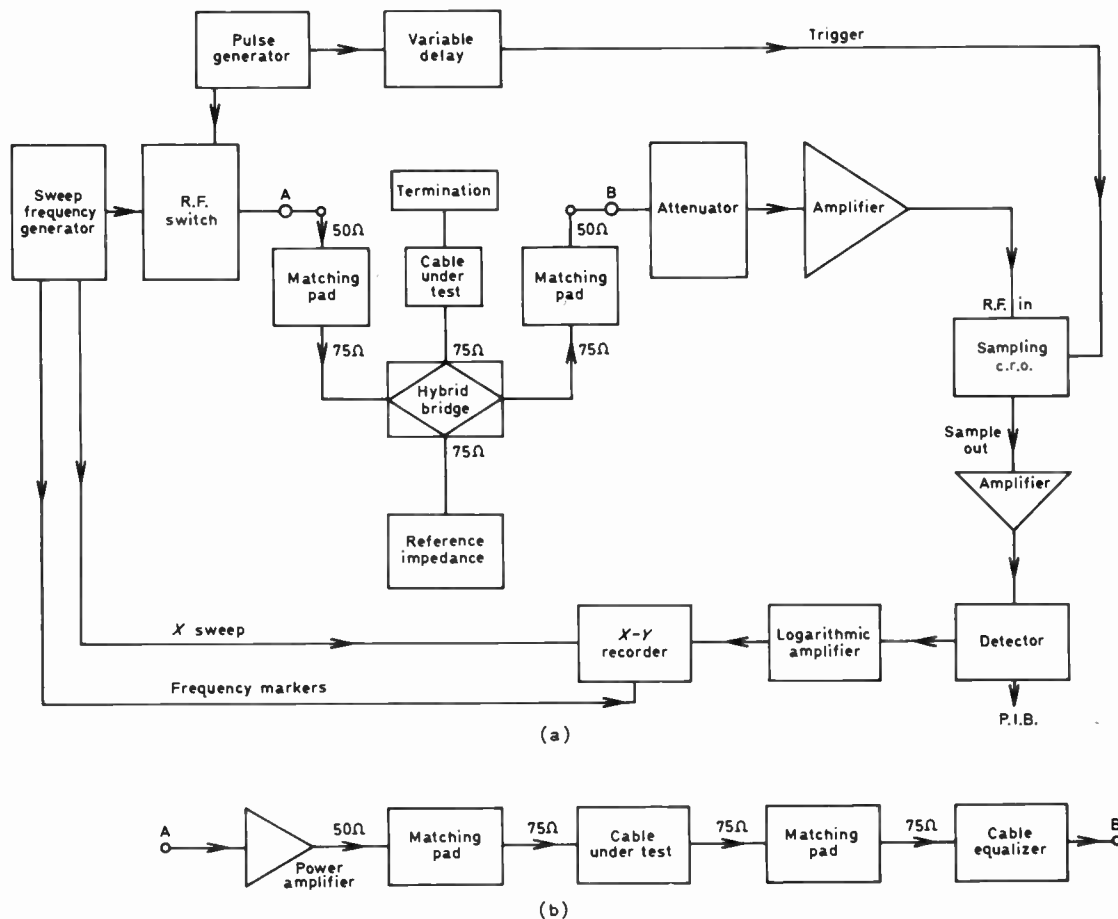 Pulse
generator
Variable
delay
Trigger
Sweep
frequency
generator
R.F.
switch
A
50Ω
Matching
pad
75Ω
Termination
Cable
under
test
75Ω
Hybrid
bridge
75Ω
Reference
impedance
B
50Ω
Matching
pad
75Ω
Attenuator
Amplifier
R.F. in
Sampling
c.r.o.
Sample
out
Amplifier
Detector
P.I.B.
Logarithmic
amplifier
X-Y
recorder
X sweep
Frequency markers
(a)
A
Power
amplifier
50Ω
Matching
pad
75Ω
Cable
under test
75Ω
Matching
pad
75Ω
Cable
equalizer
B
(b)